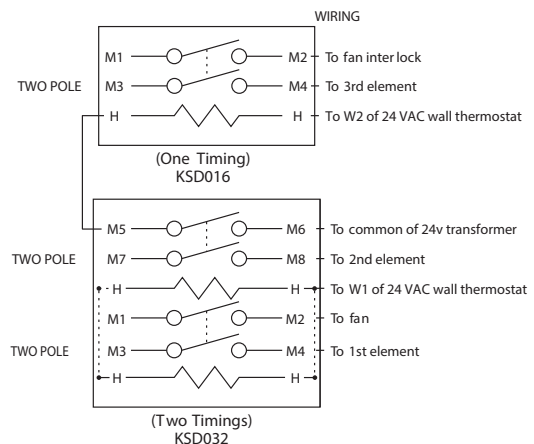 WIRING
M1 M2 To fan inter lock
TWO POLE M3 M4 To 3rd element
H H To W2 of 24 VAC wall thermostat
(One Timing)
KSD016
M5 M6 To common of 24v transformer
TWO POLE M7 M8 To 2nd element
H H To W1 of 24 VAC wall thermostat
M1 M2 To fan
TWO POLE M3 M4 To 1st element
H H
(Two Timings)
KSD032